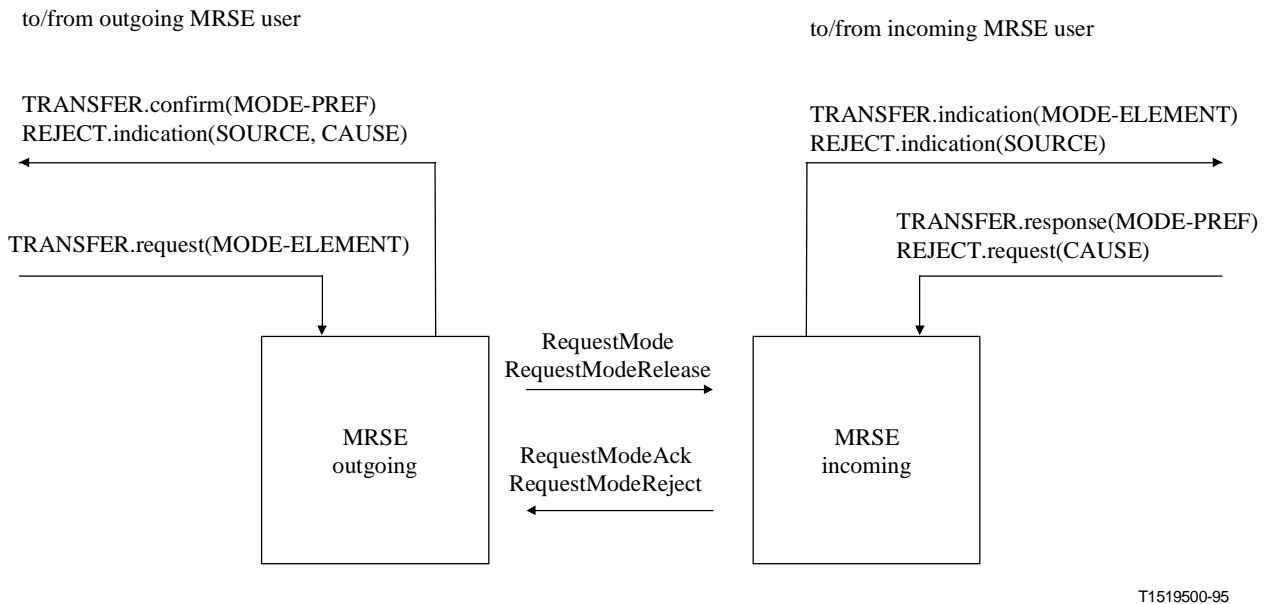 to/from outgoing MRSE user
to/from incoming MRSE user
TRANSFER.confirm(MODE-PREF)
REJECT.indication(SOURCE, CAUSE)
TRANSFER.indication(MODE-ELEMENT)
REJECT.indication(SOURCE)
TRANSFER.request(MODE-ELEMENT)
TRANSFER.response(MODE-PREF)
REJECT.request(CAUSE)
RequestMode
RequestModeRelease
MRSE
outgoing
RequestModeAck
RequestModeReject
MRSE
incoming
T1519500-95